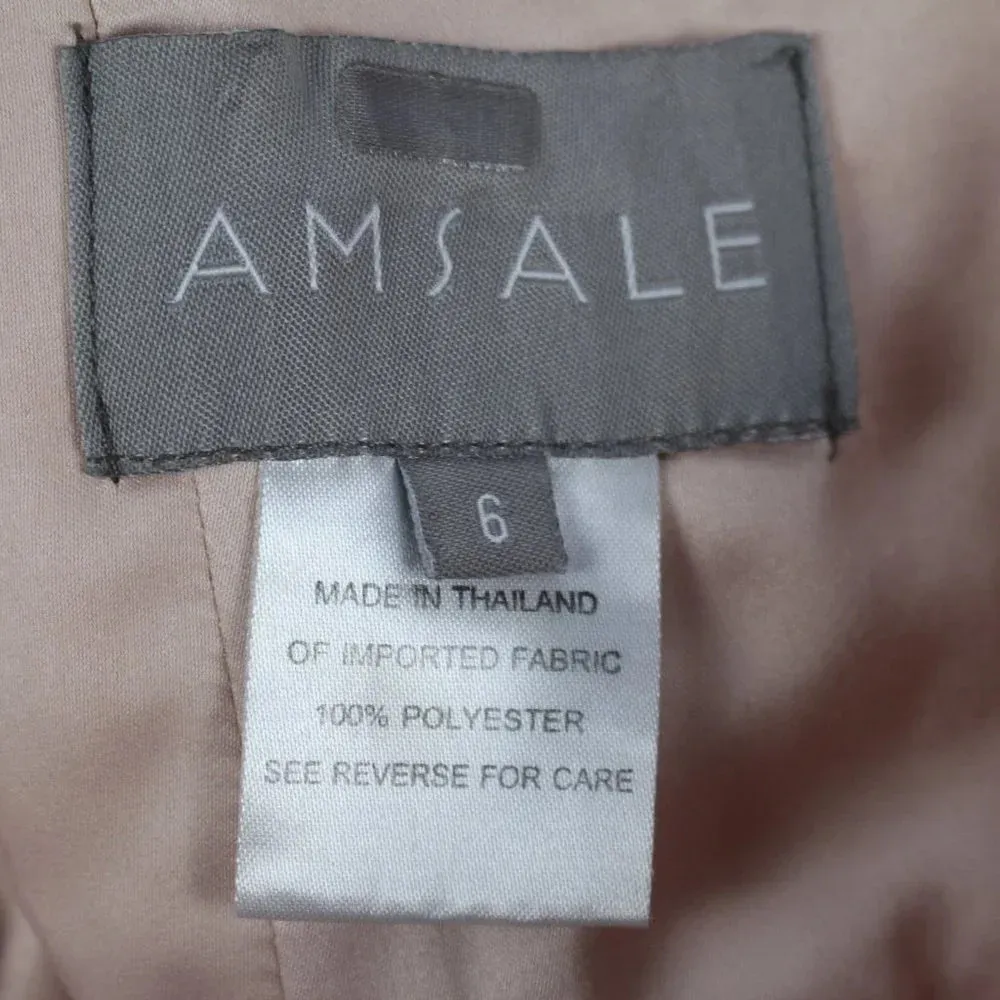 AMSALE
6
MADE IN THAILAND
OF IMPORTED FABRIC
100% POLYESTER
SEE REVERSE FOR CARE